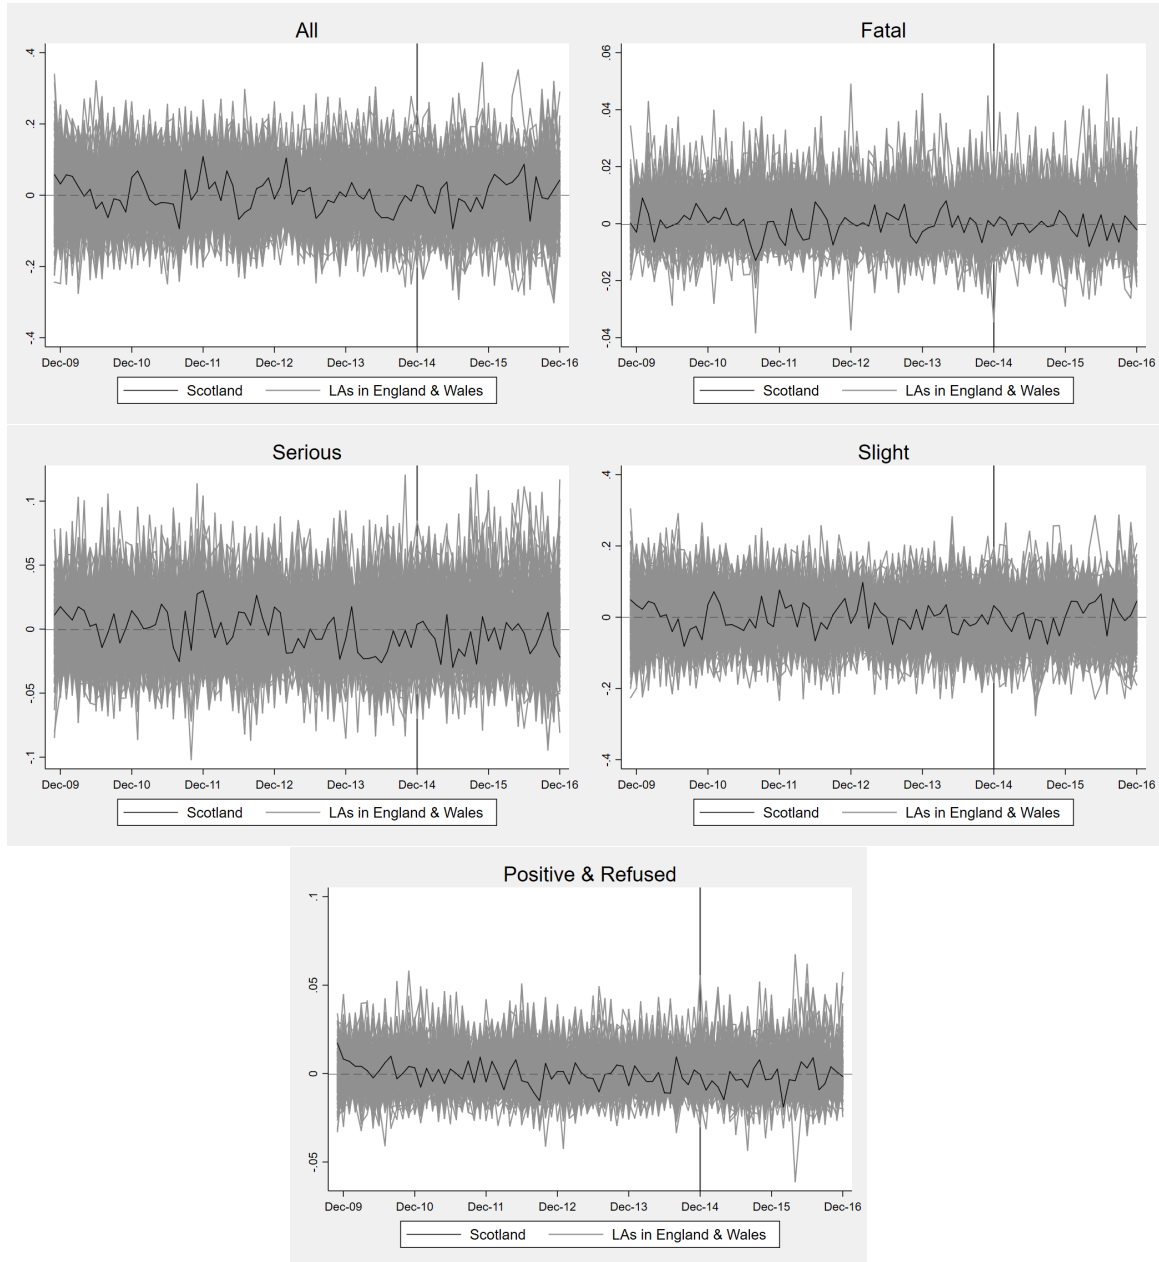 All
.4
.2
0
-.2
-.4
Dec-09 Dec-10 Dec-11 Dec-12 Dec-13 Dec-14 Dec-15 Dec-16
Scotland LAs in England & Wales
Fatal
.06
.04
.02
0
-.02
-.04
Dec-09 Dec-10 Dec-11 Dec-12 Dec-13 Dec-14 Dec-15 Dec-16
Scotland LAs in England & Wales
Serious
.1
.05
0
-.05
-.1
Dec-09 Dec-10 Dec-11 Dec-12 Dec-13 Dec-14 Dec-15 Dec-16
Scotland LAs in England & Wales
Slight
.4
.2
0
-.2
-.4
Dec-09 Dec-10 Dec-11 Dec-12 Dec-13 Dec-14 Dec-15 Dec-16
Scotland LAs in England & Wales
Positive & Refused
.1
.05
0
-.05
Dec-09 Dec-10 Dec-11 Dec-12 Dec-13 Dec-14 Dec-15 Dec-16
Scotland LAs in England & Wales